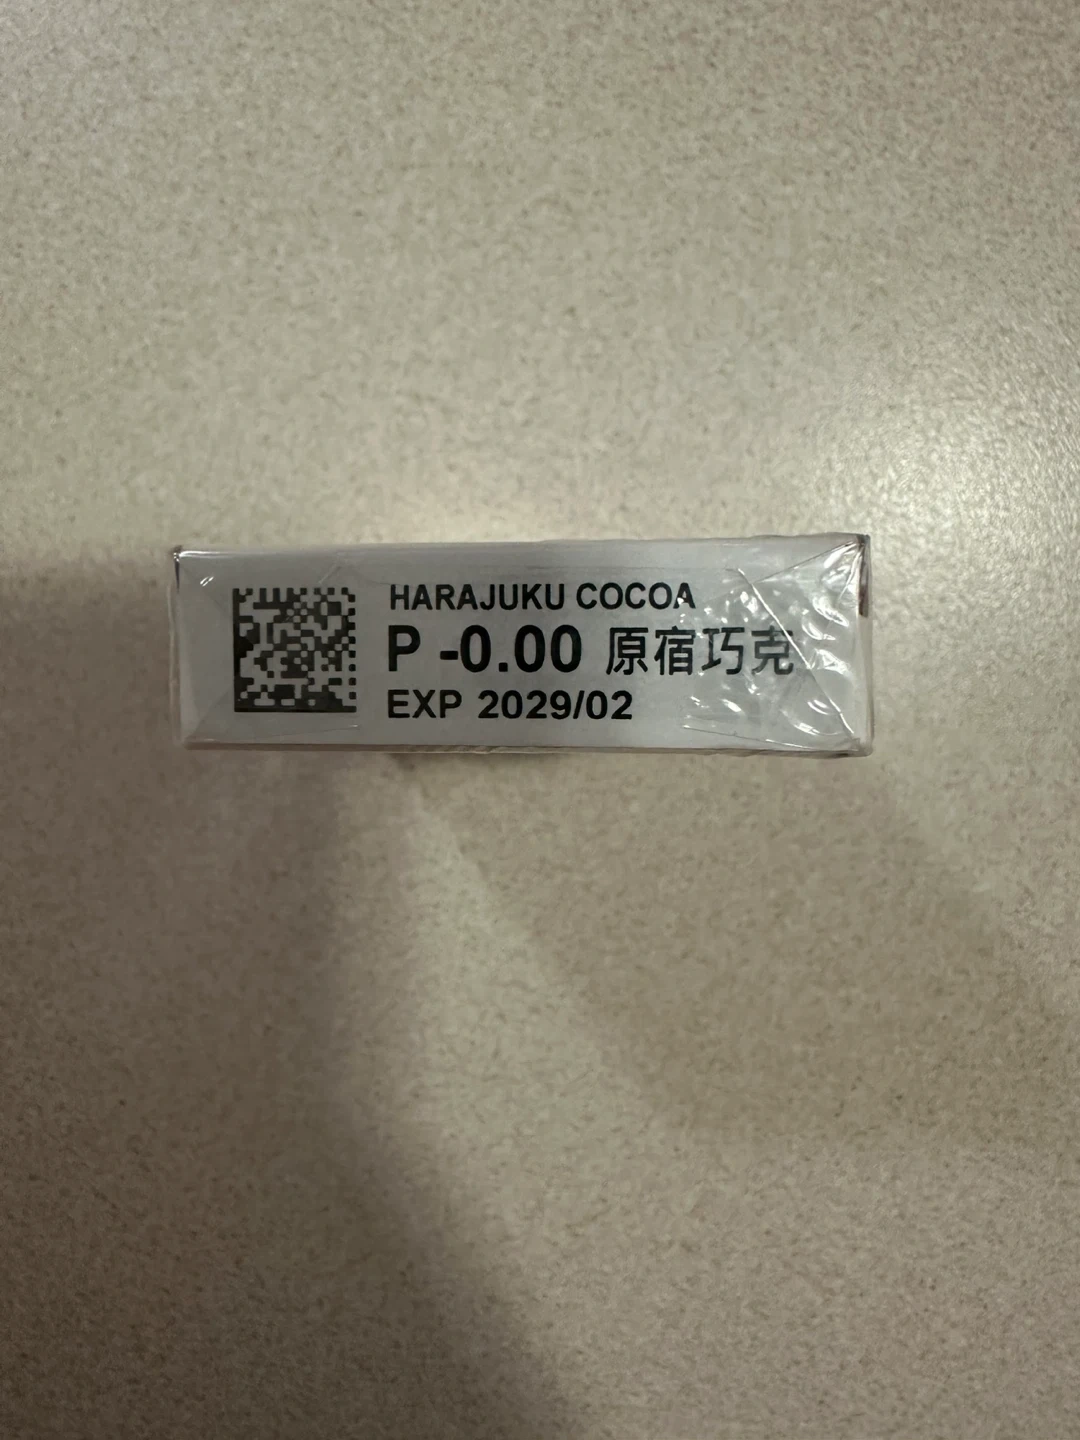 HARAJUKU COCOA
P -0.00 原宿巧克
EXP 2029/02